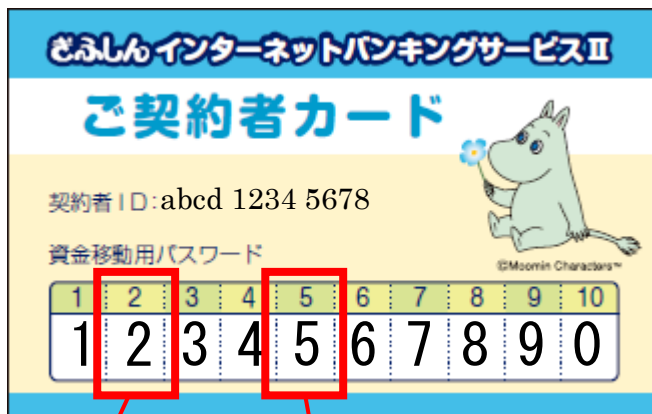 ぎふしんインターネットバンキングサービスⅡ
ご契約者カード
契約者ID:abcd 1234 5678
資金移動用パスワード
©Moomin Characters™
1 2 3 4 5 6 7 8 9 10
1 2 3 4 5 6 7 8 9 0